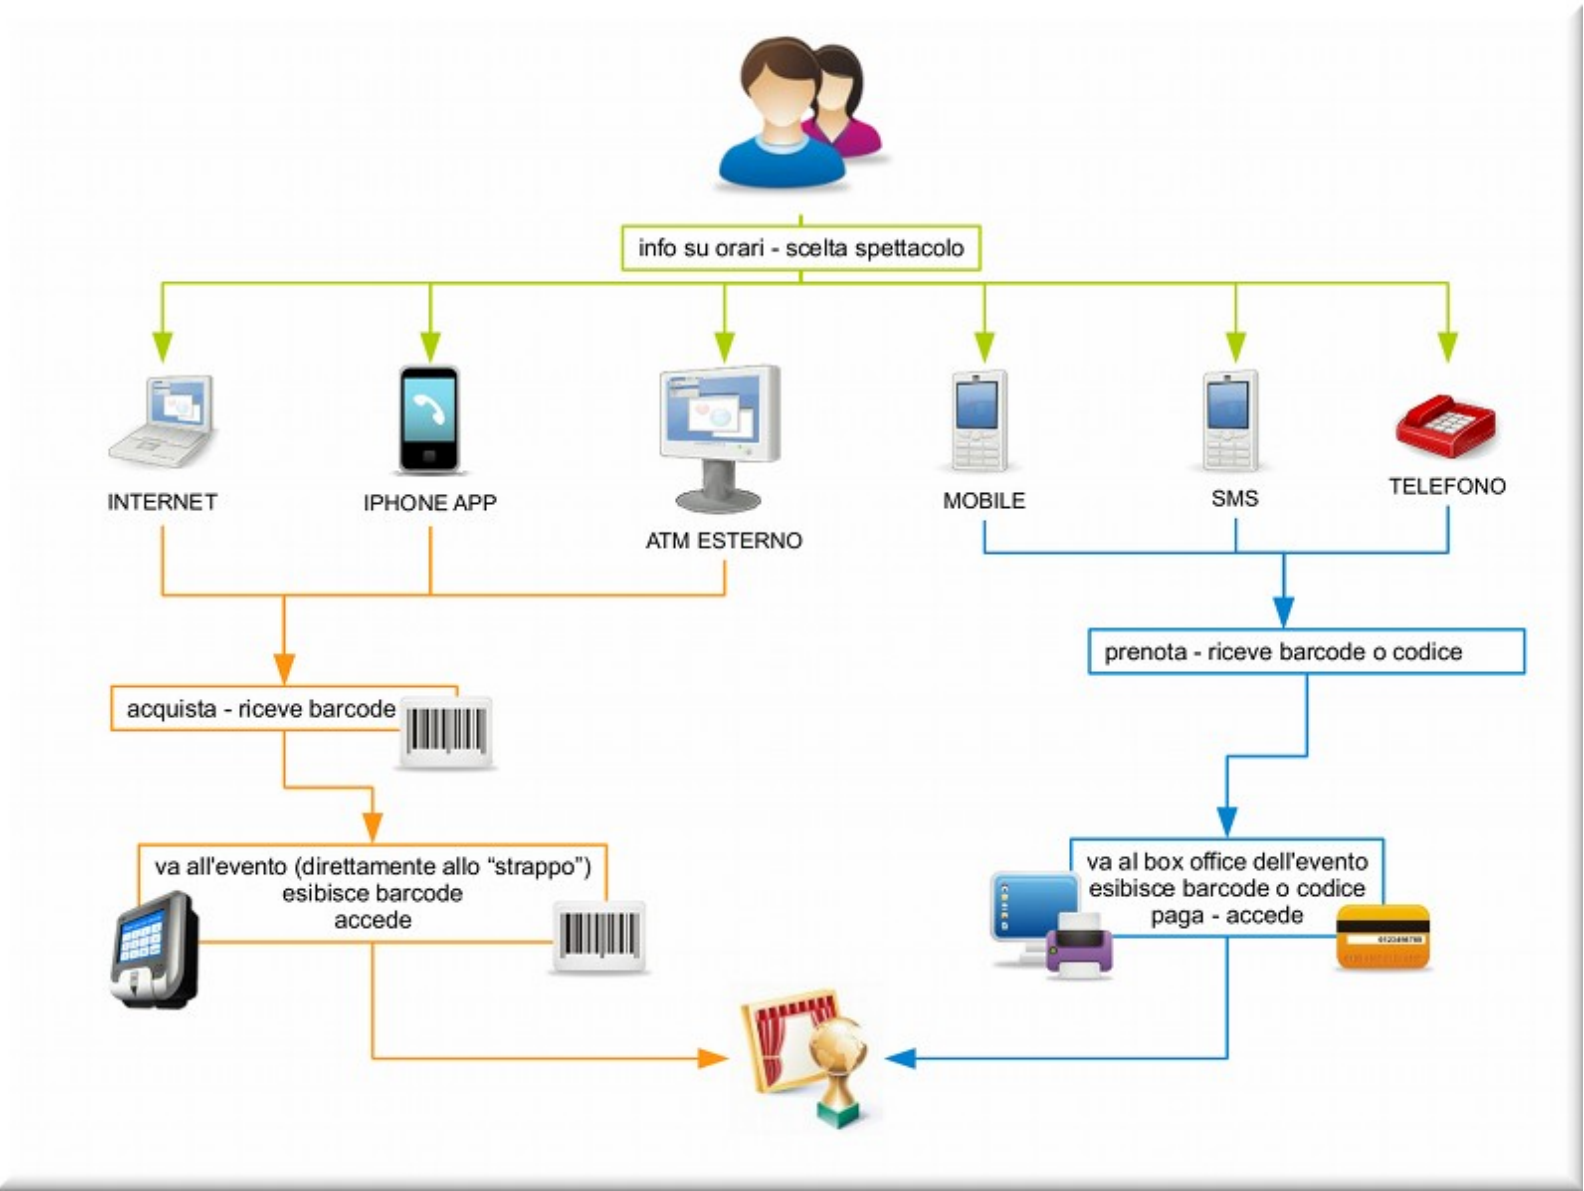 info su orari - scelta spettacolo
INTERNET
IPHONE APP
ATM ESTERNO
MOBILE
SMS
TELEFONO
prenota - riceve barcode o codice
acquista - riceve barcode
va all'evento (direttamente allo “strappo”)
esibisce barcode
accede
va al box office dell'evento
esibisce barcode o codice
paga - accede